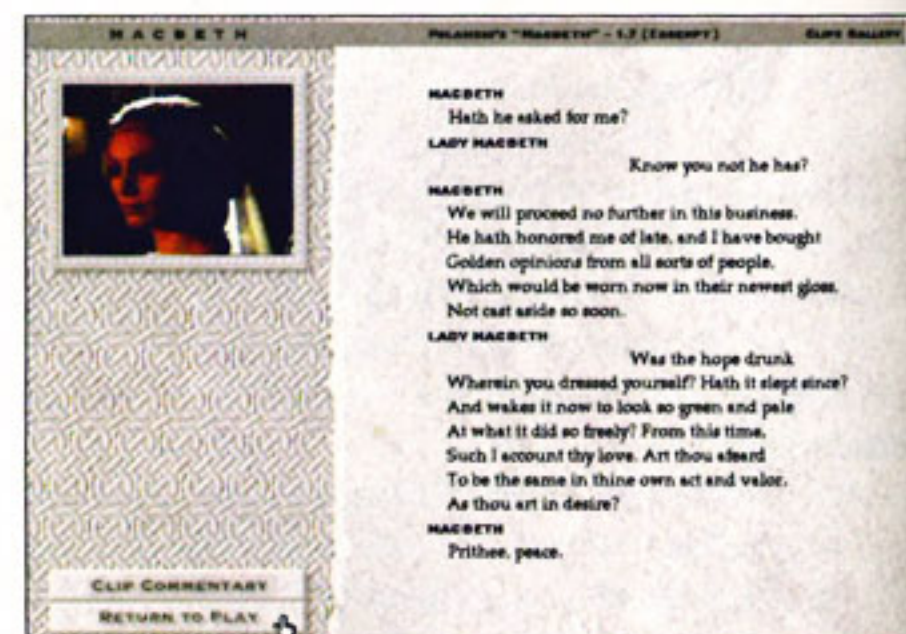 MACBETH
POLANSKI'S "MACBETH" – 1.7 (EXCERPT)
CLIPS GALLERY
MACBETH
Hath he asked for me?
LADY MACBETH
Know you not he has?
MACBETH
We will proceed no further in this business.
He hath honored me of late, and I have bought
Golden opinions from all sorts of people,
Which would be worn now in their newest gloss,
Not cast aside so soon.
LADY MACBETH
Was the hope drunk
Wherein you dressed yourself? Hath it slept since?
And wakes it now to look so green and pale
At what it did so freely? From this time,
Such I account thy love. Art thou afeard
To be the same in thine own act and valor,
As thou art in desire?
MACBETH
Prithee, peace.
CLIP COMMENTARY
RETURN TO PLAY